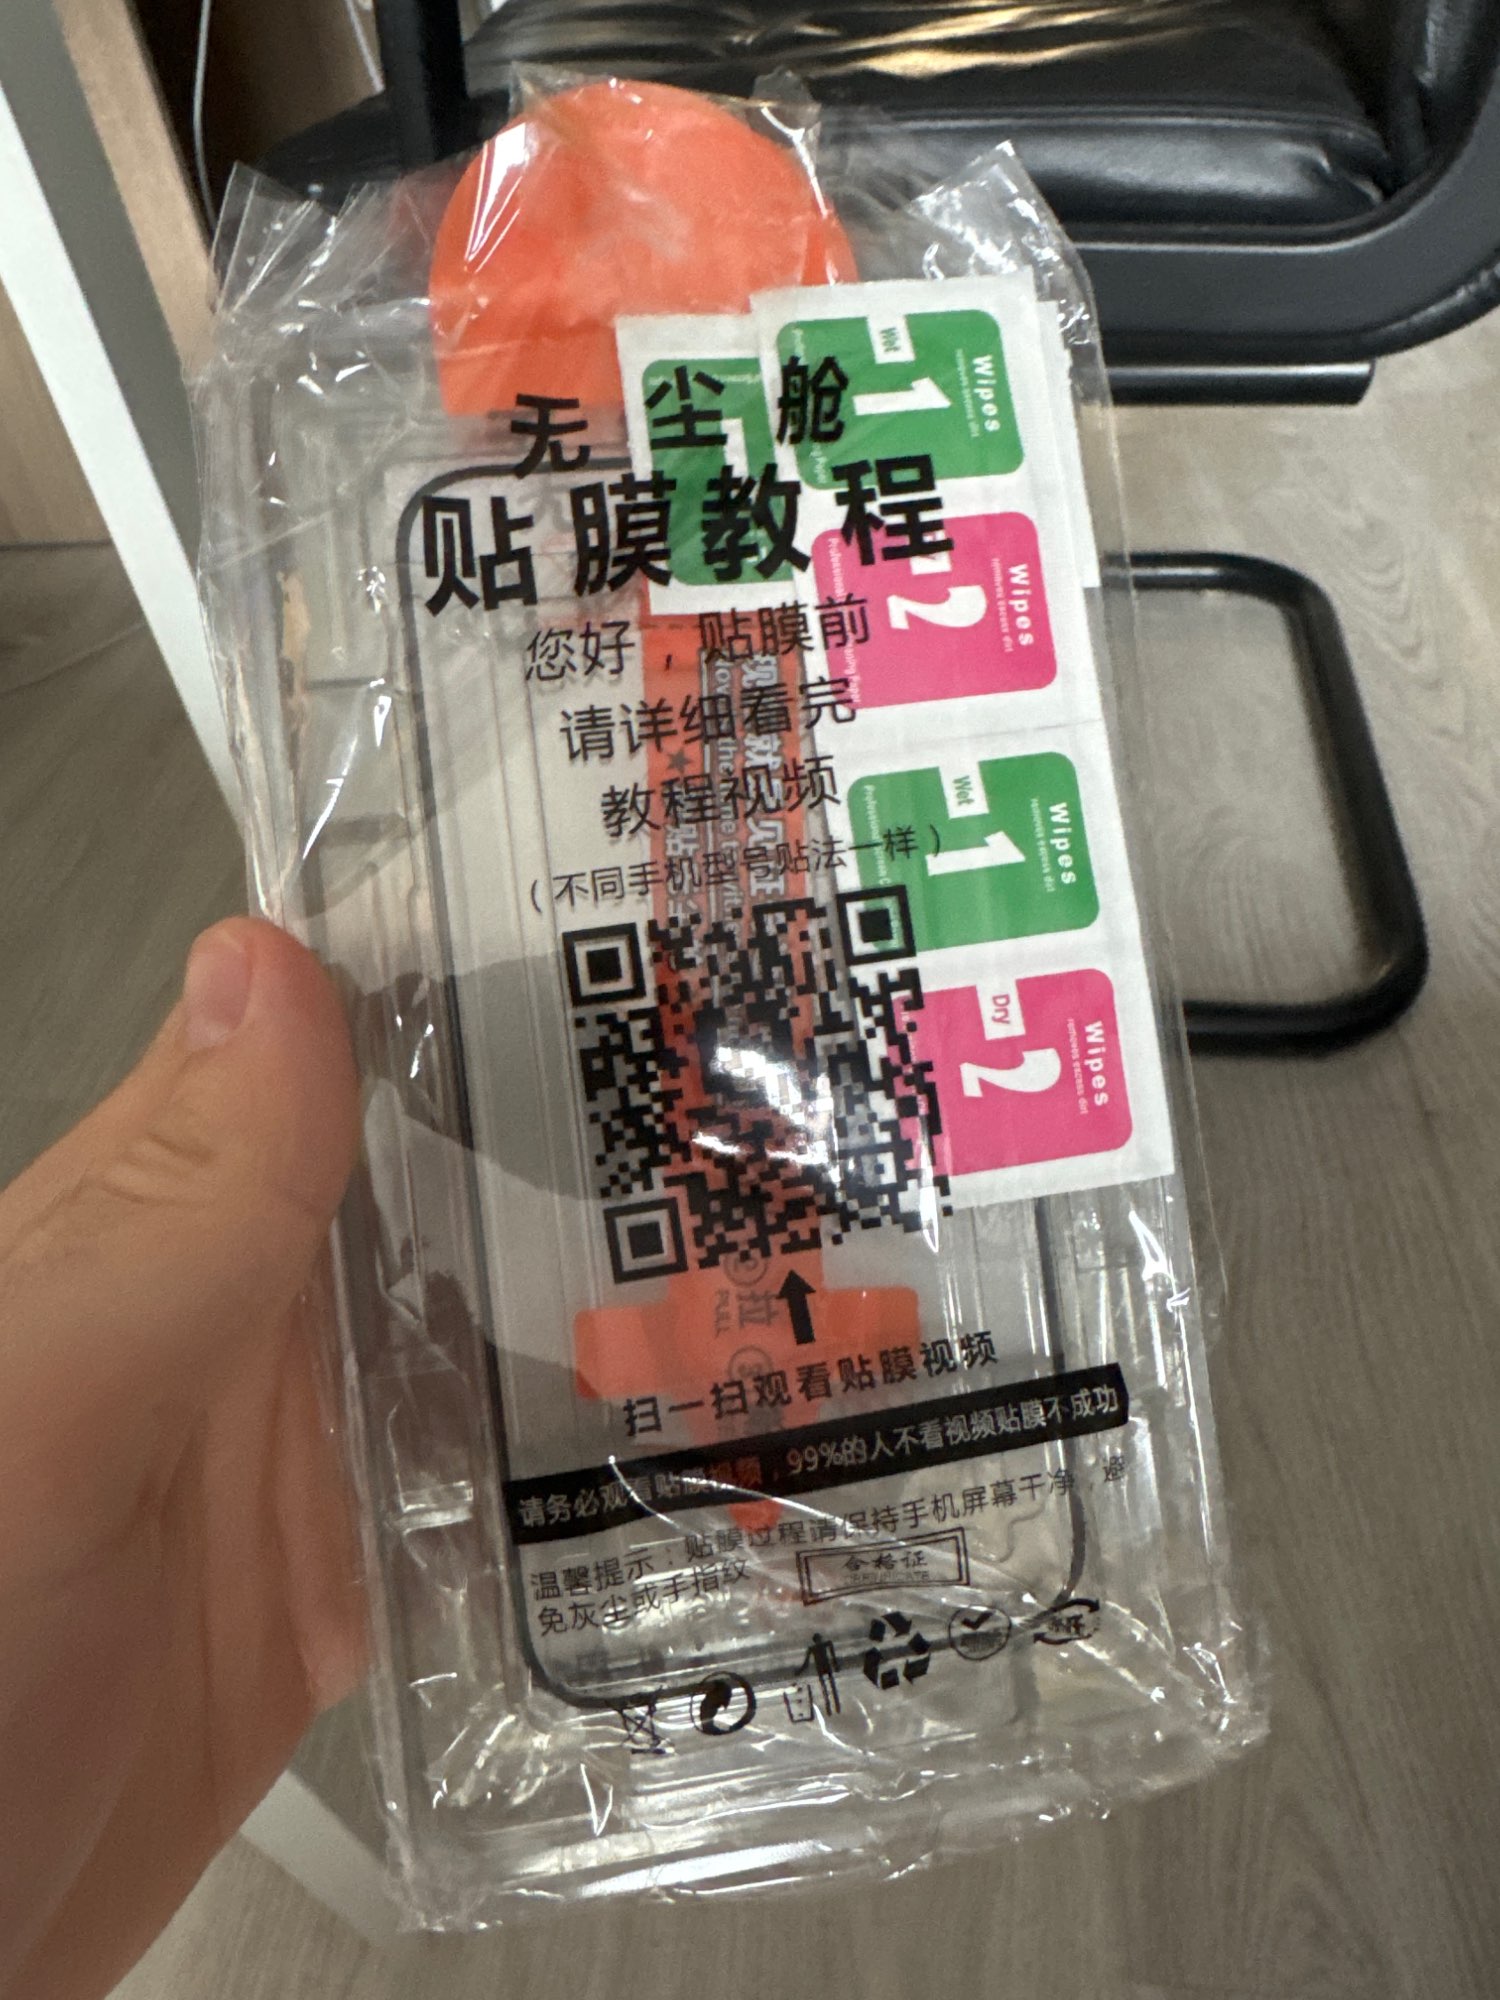 无尘舱
贴膜教程
您好，贴膜前
请详细看完
教程视频
（不同手机型号贴法一样）
扫一扫观看贴膜视频
请务必观看贴膜视频，99%的人不看视频贴膜不成功
温馨提示：贴膜过程请保持手机屏幕干净，避
免灰尘或手指纹
合格证
CERTIFICATE
Wet
1
Wipes
2
Wipes
Wet
1
Wipes
Dry
2
Wipes
拉
PULL